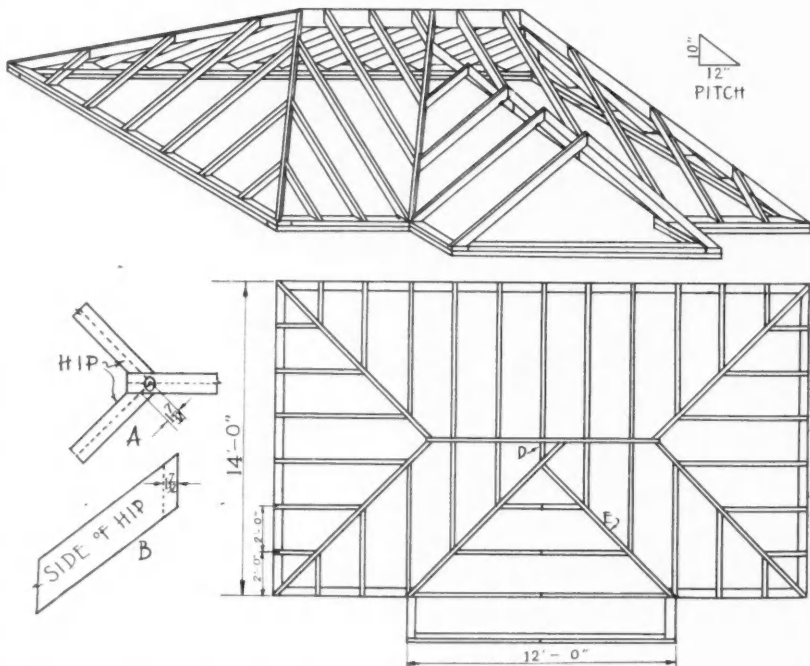 10"
12"
PITCH
HIP
A
SIDE OF HIP
B
14'-0"
2'-0"
2'-0"
D
E
12'-0"